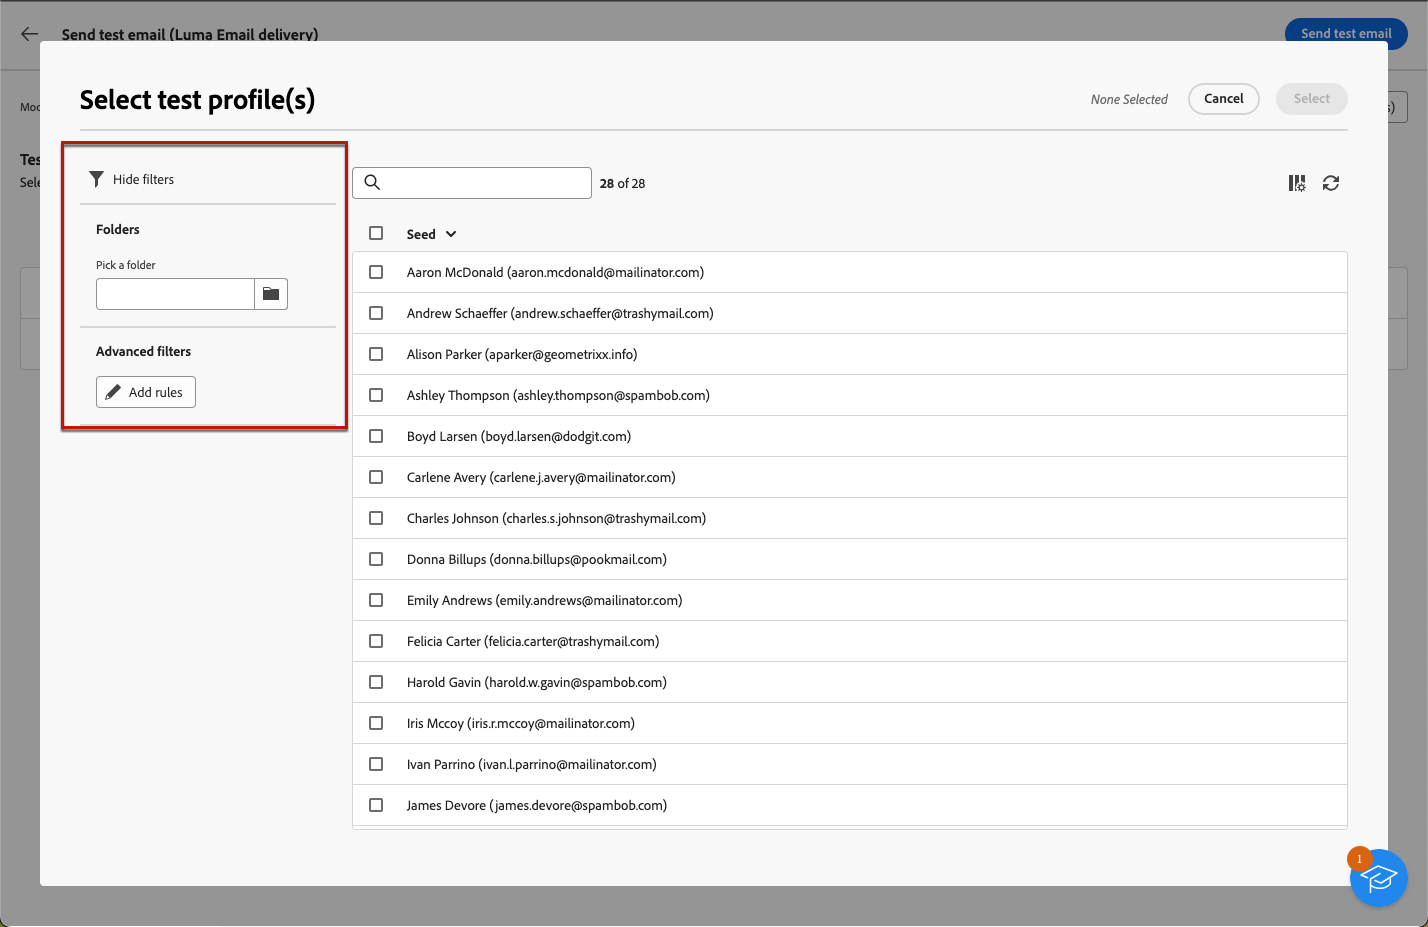 Send test email (Luma Email delivery)
Send test email
Select test profile(s)
None Selected
Cancel
Select
Hide filters
28 of 28
Folders
Seed
Pick a folder
Aaron McDonald (aaron.mcdonald@mailinator.com)
Andrew Schaeffer (andrew.schaeffer@trashymail.com)
Advanced filters
Alison Parker (aparker@geometrixx.info)
Add rules
Ashley Thompson (ashley.thompson@spambob.com)
Boyd Larsen (boyd.larsen@dodgit.com)
Carlene Avery (carlene.j.avery@mailinator.com)
Charles Johnson (charles.s.johnson@trashymail.com)
Donna Billups (donna.billups@pookmail.com)
Emily Andrews (emily.andrews@mailinator.com)
Felicia Carter (felicia.carter@trashymail.com)
Harold Gavin (harold.w.gavin@spambob.com)
Iris Mccoy (iris.r.mccoy@mailinator.com)
Ivan Parrino (ivan.l.parrino@mailinator.com)
James Devore (james.devore@spambob.com)
1